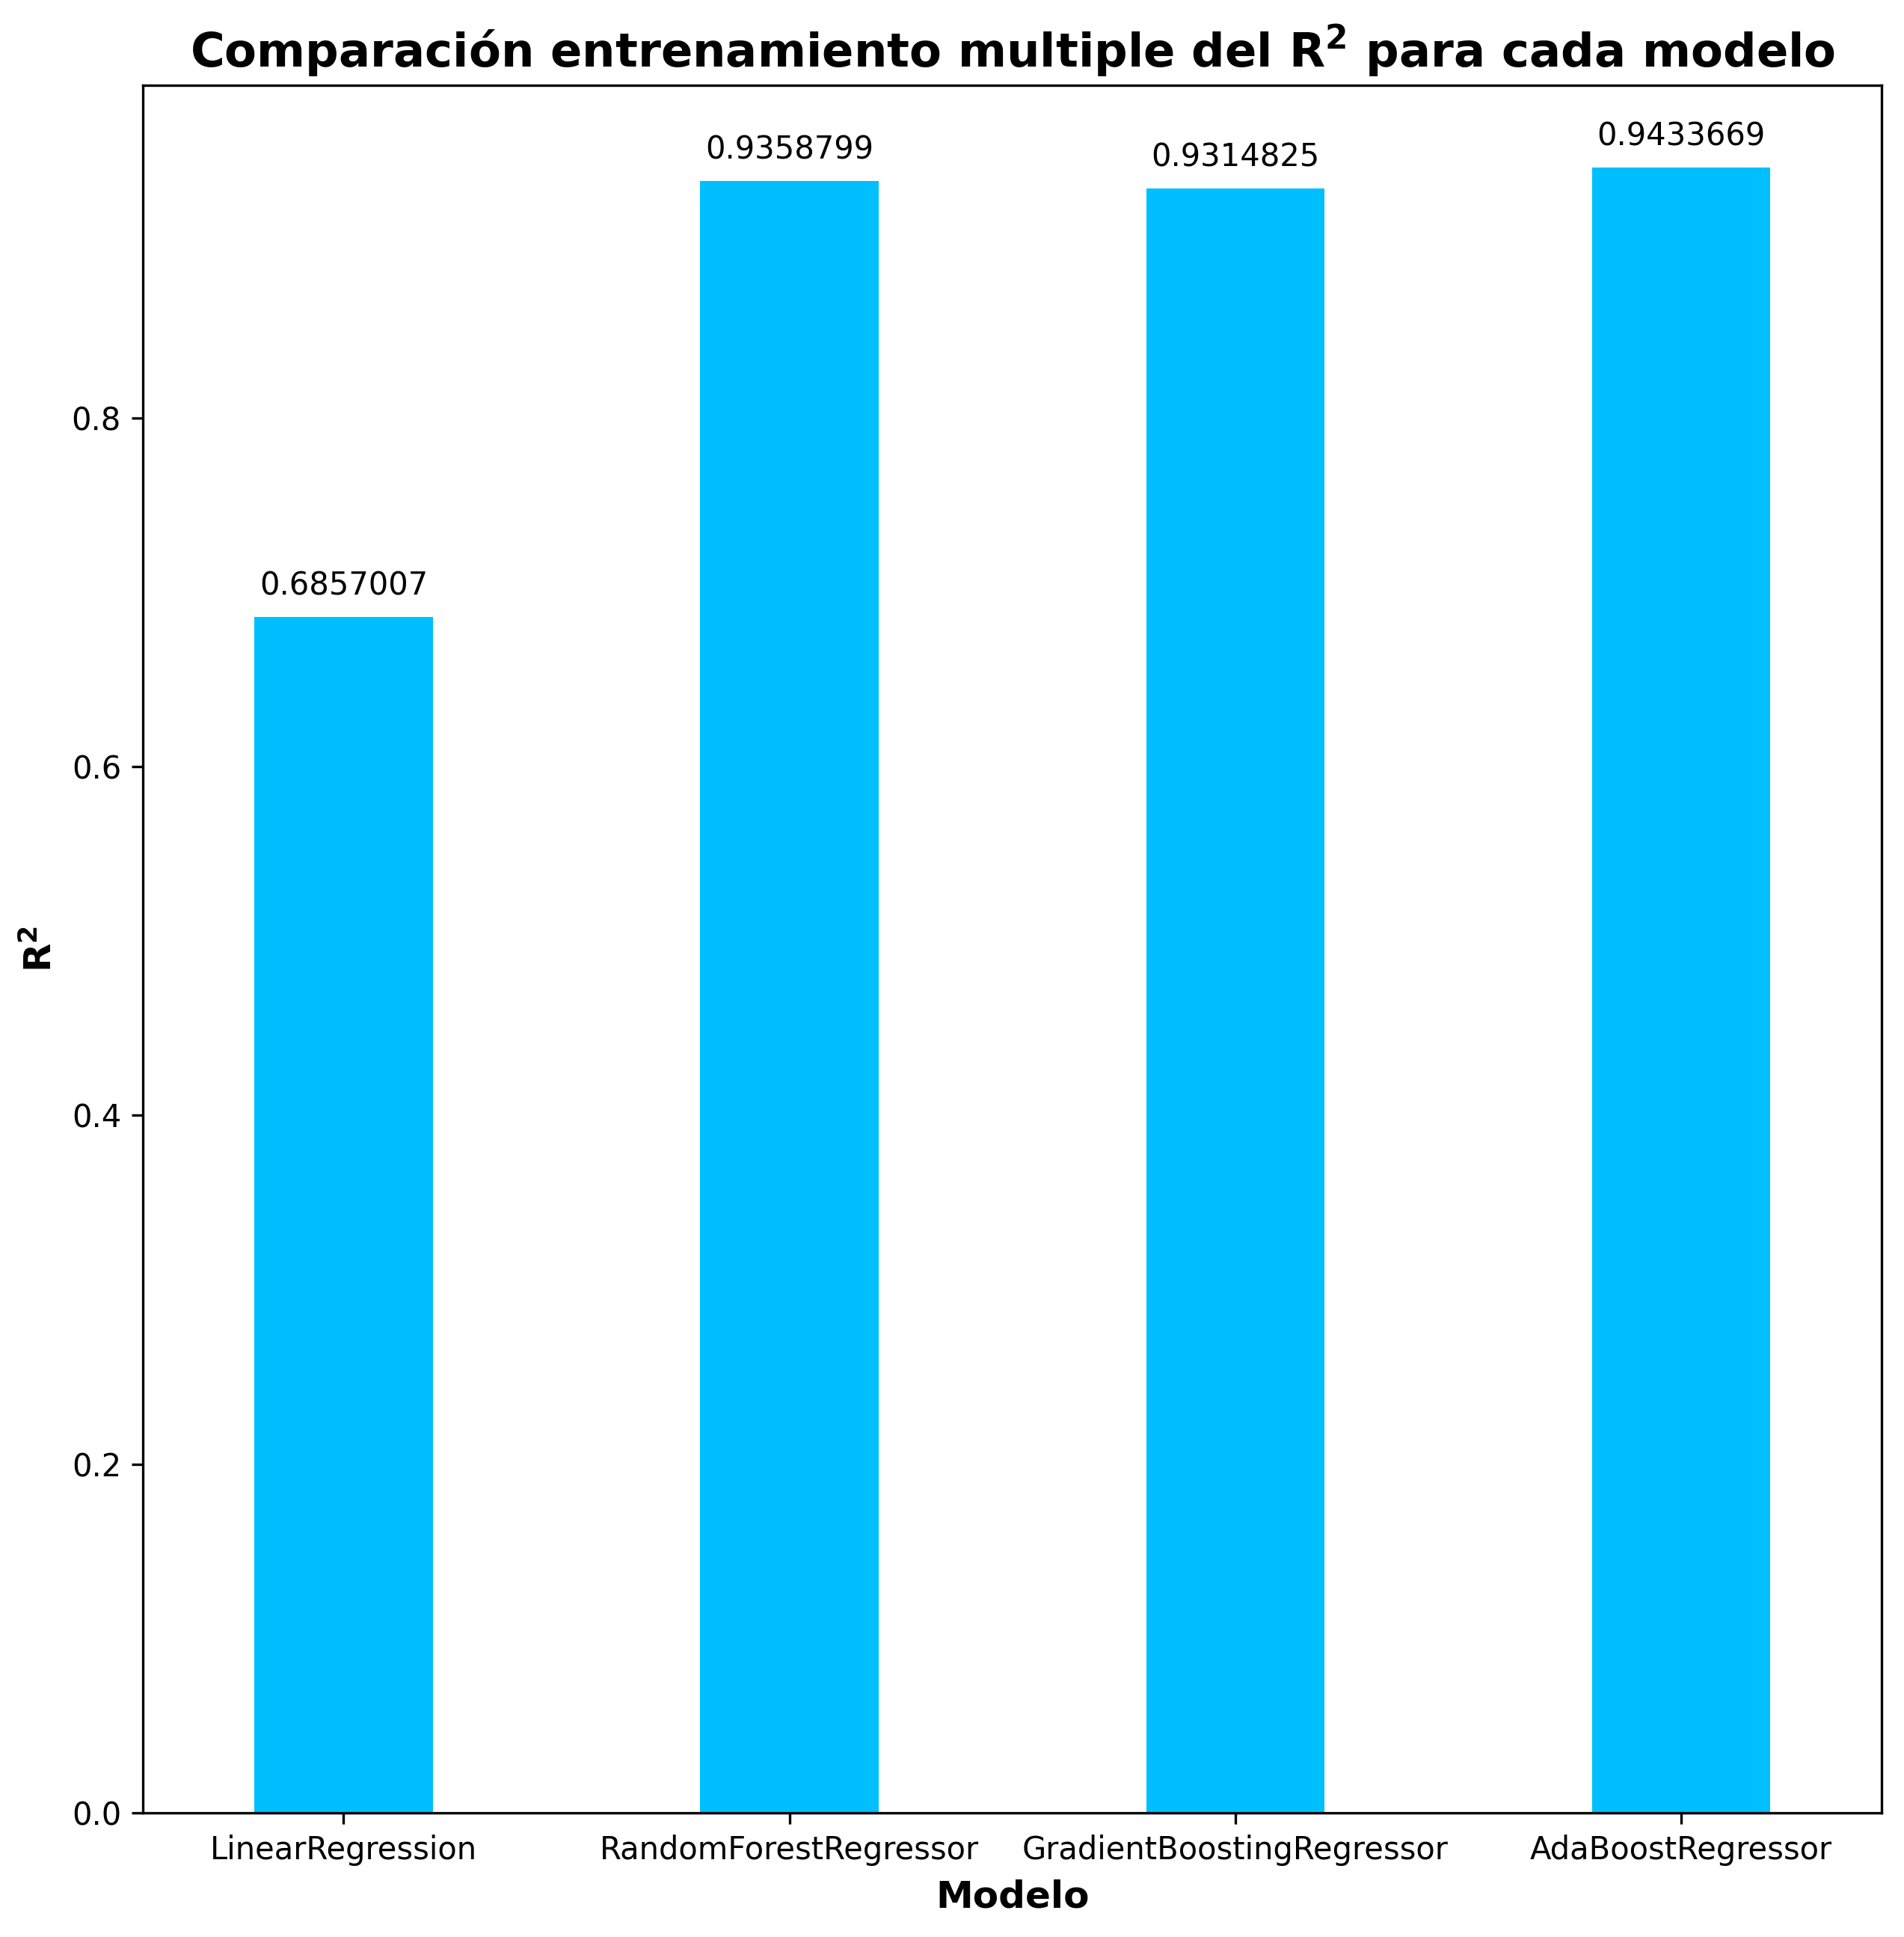 Comparación entrenamiento multiple del R² para cada modelo
0.9433669
0.9358799
0.9314825
0.8
0.6857007
0.6
R²
0.4
0.2
0.0
LinearRegression RandomForestRegressor GradientBoostingRegressor AdaBoostRegressor
Modelo